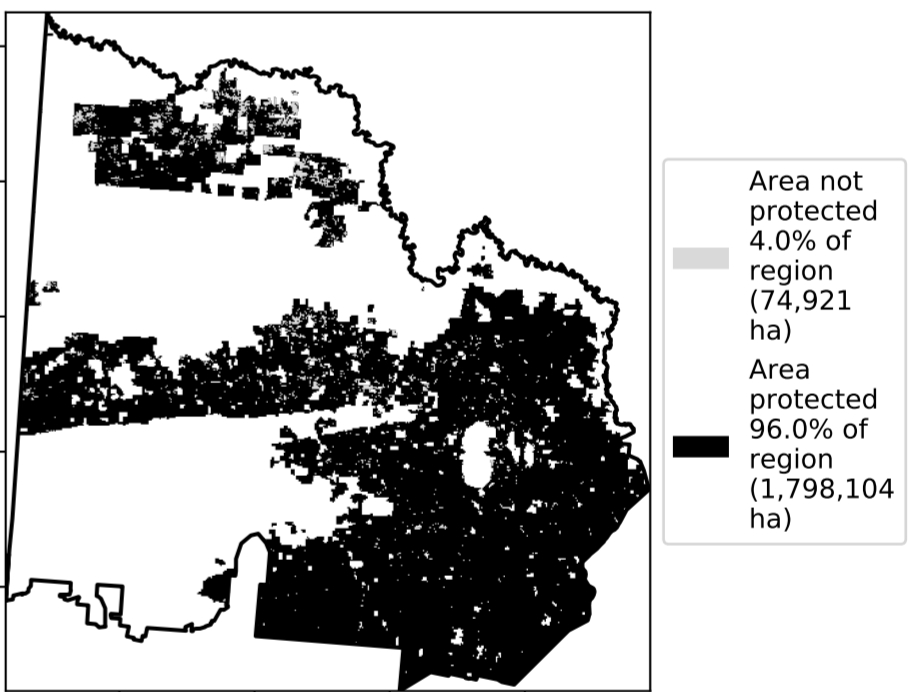 Area not
protected
4.0% of
region
(74,921
ha)
Area
protected
96.0% of
region
(1,798,104
ha)